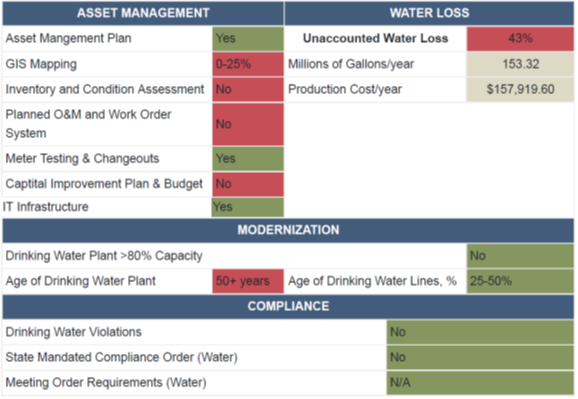 ASSET MANAGEMENT WATER LOSS
Asset Mangement Plan Yes Unaccounted Water Loss 43%
GIS Mapping 0-25% Millions of Gallons/year 153.32
Inventory and Condition Assessment No Production Cost/year $157,919.60
Planned O&M and Work Order
System No
Meter Testing & Changeouts Yes
Captital Improvement Plan & Budget No
IT Infrastructure Yes
MODERNIZATION
Drinking Water Plant >80% Capacity No
Age of Drinking Water Plant 50+ years Age of Drinking Water Lines, % 25-50%
COMPLIANCE
Drinking Water Violations No
State Mandated Compliance Order (Water) No
Meeting Order Requirements (Water) N/A